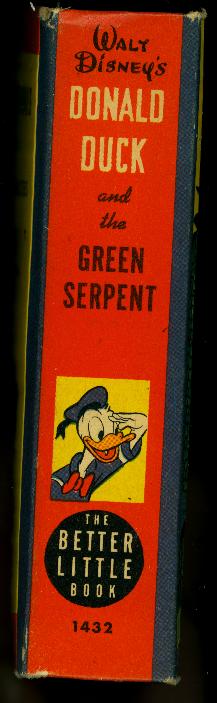 Walt
Disney's
DONALD
DUCK
and
the
GREEN
SERPENT
THE
BETTER
LITTLE
BOOK
1432